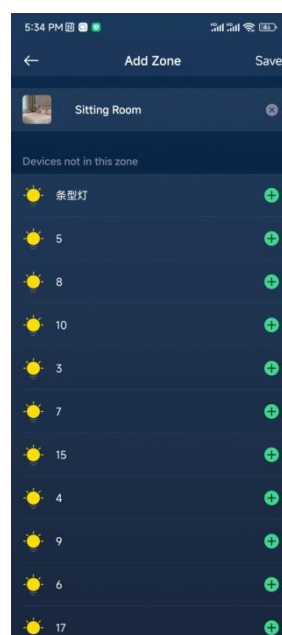 5:34 PM
Add Zone
Save
Sitting Room
Devices not in this zone
条型灯
5
8
10
3
7
15
4
9
6
17